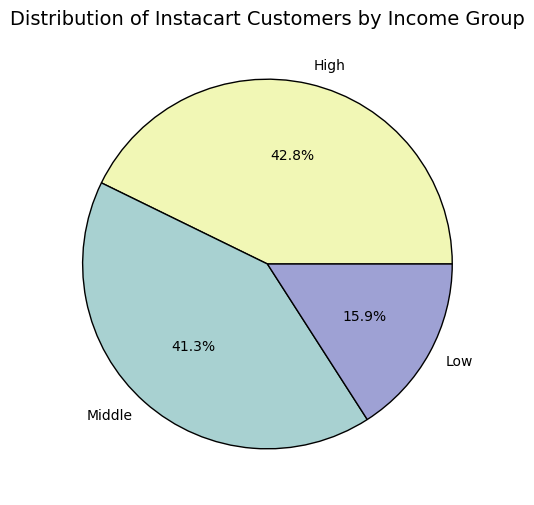 Distribution of Instacart Customers by Income Group
High
42.8%
15.9%
41.3%
Low
Middle